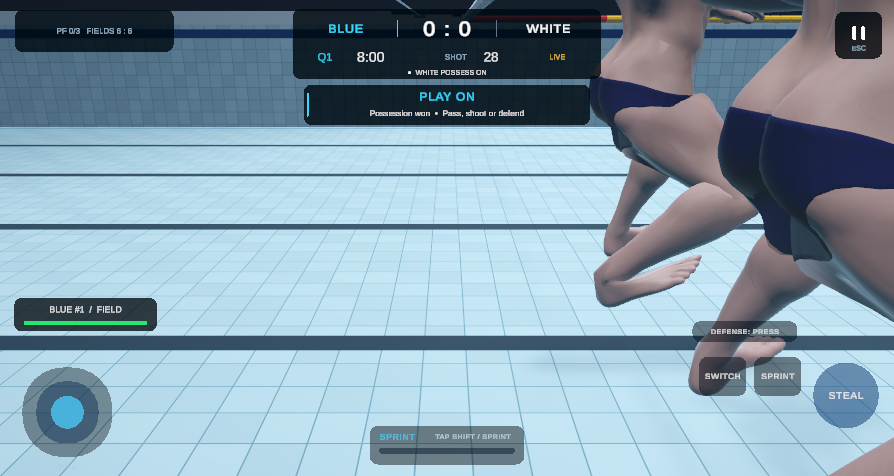 PF 0/3 FIELDS 6 : 6
BLUE 0 : 0 WHITE
Q1 8:00 SHOT 28 LIVE
• WHITE POSSESSION
PLAY ON
Possession won • Pass, shoot or defend
ESC
BLUE #1 / FIELD
DEFENSE: PRESS
SWITCH SPRINT STEAL
SPRINT TAP SHIFT / SPRINT